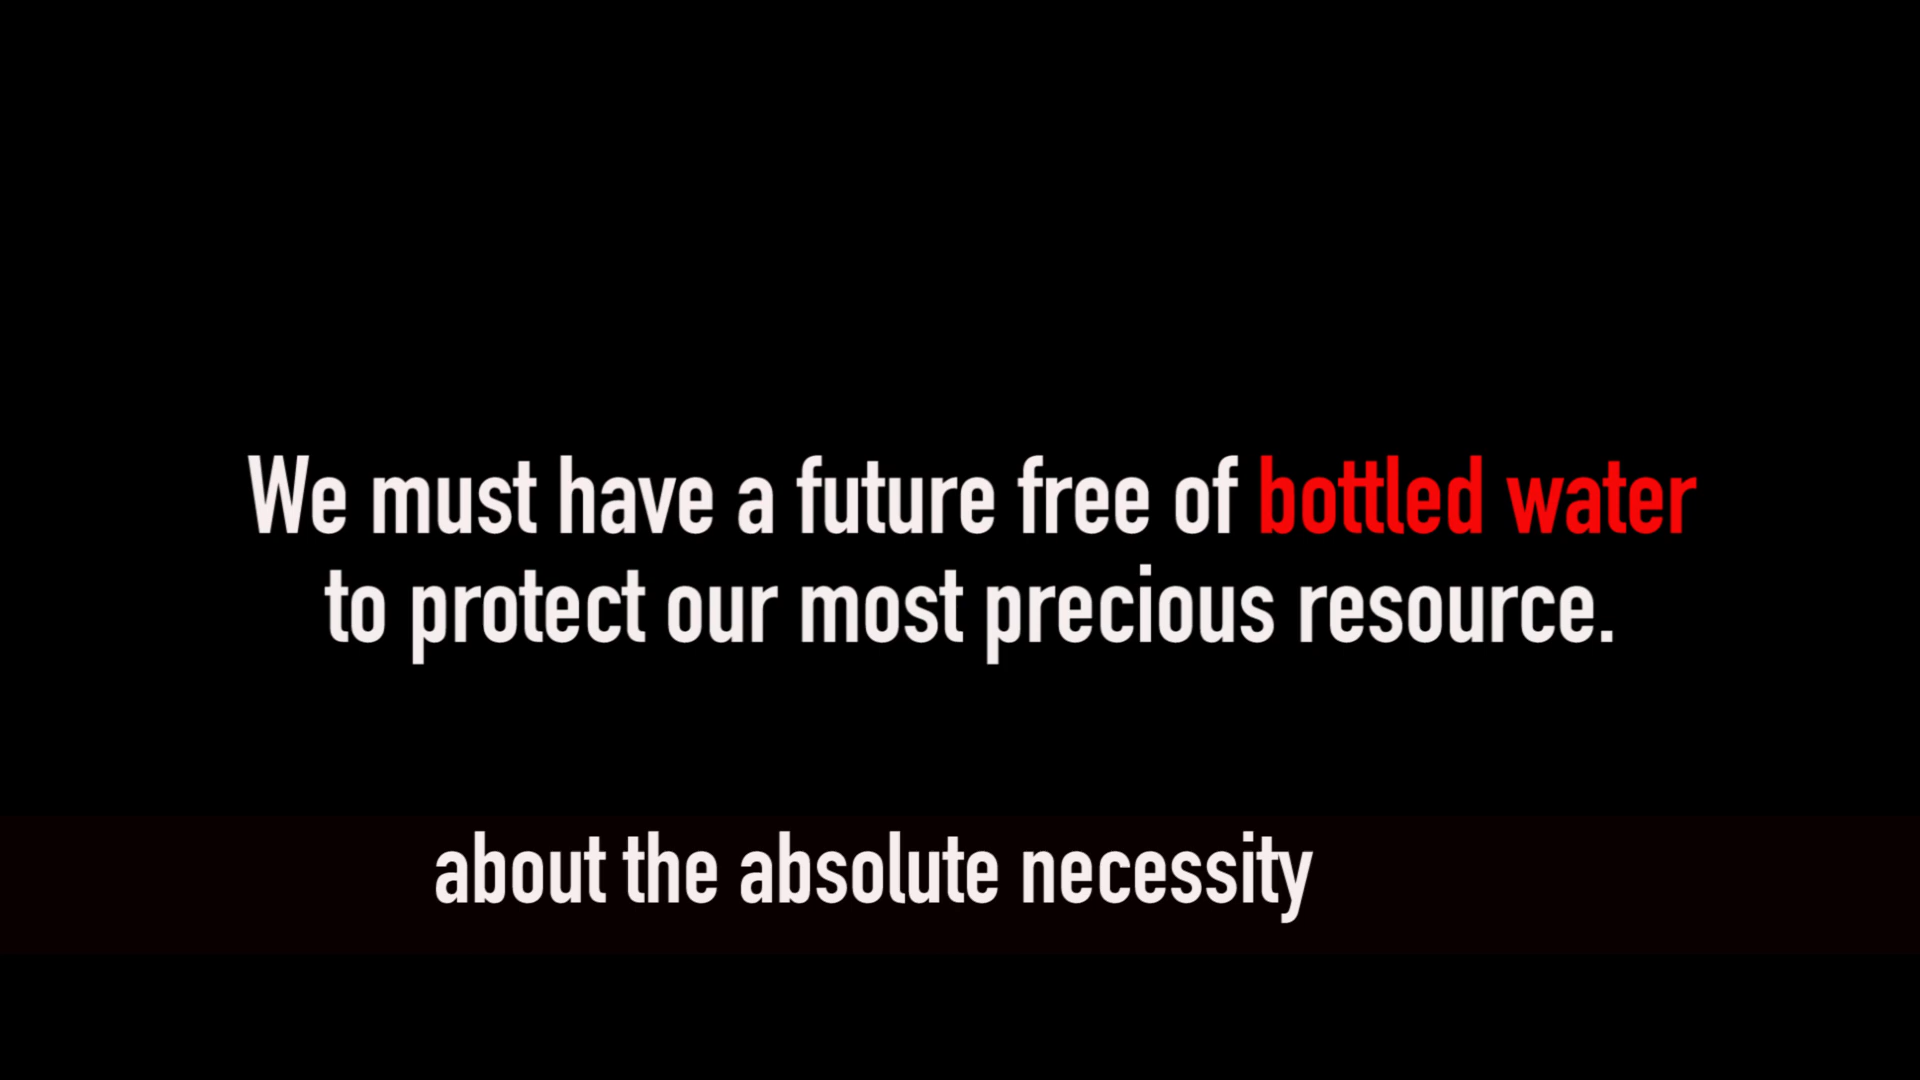 We must have a future free of bottled water
to protect our most precious resource.
about the absolute necessity